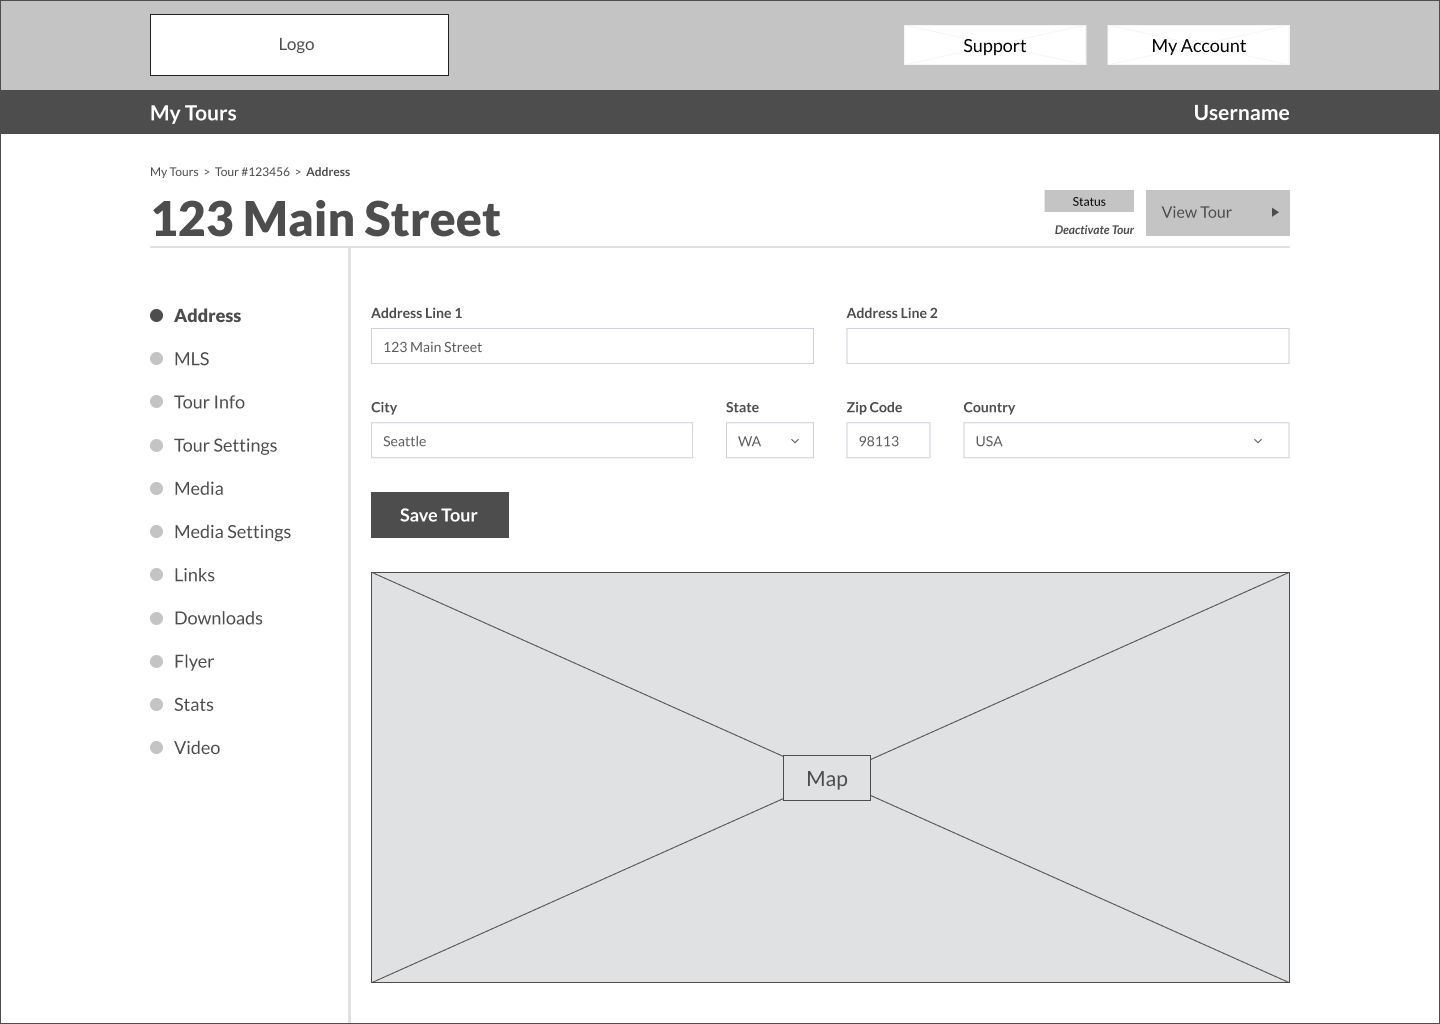 Logo
Support
My Account
My Tours
Username
My Tours > Tour #123456 > Address
123 Main Street
Status
Deactivate Tour
View Tour
Address
MLS
Tour Info
Tour Settings
Media
Media Settings
Links
Downloads
Flyer
Stats
Video
Address Line 1
123 Main Street
Address Line 2
City
Seattle
State
WA
Zip Code
98113
Country
USA
Save Tour
Map